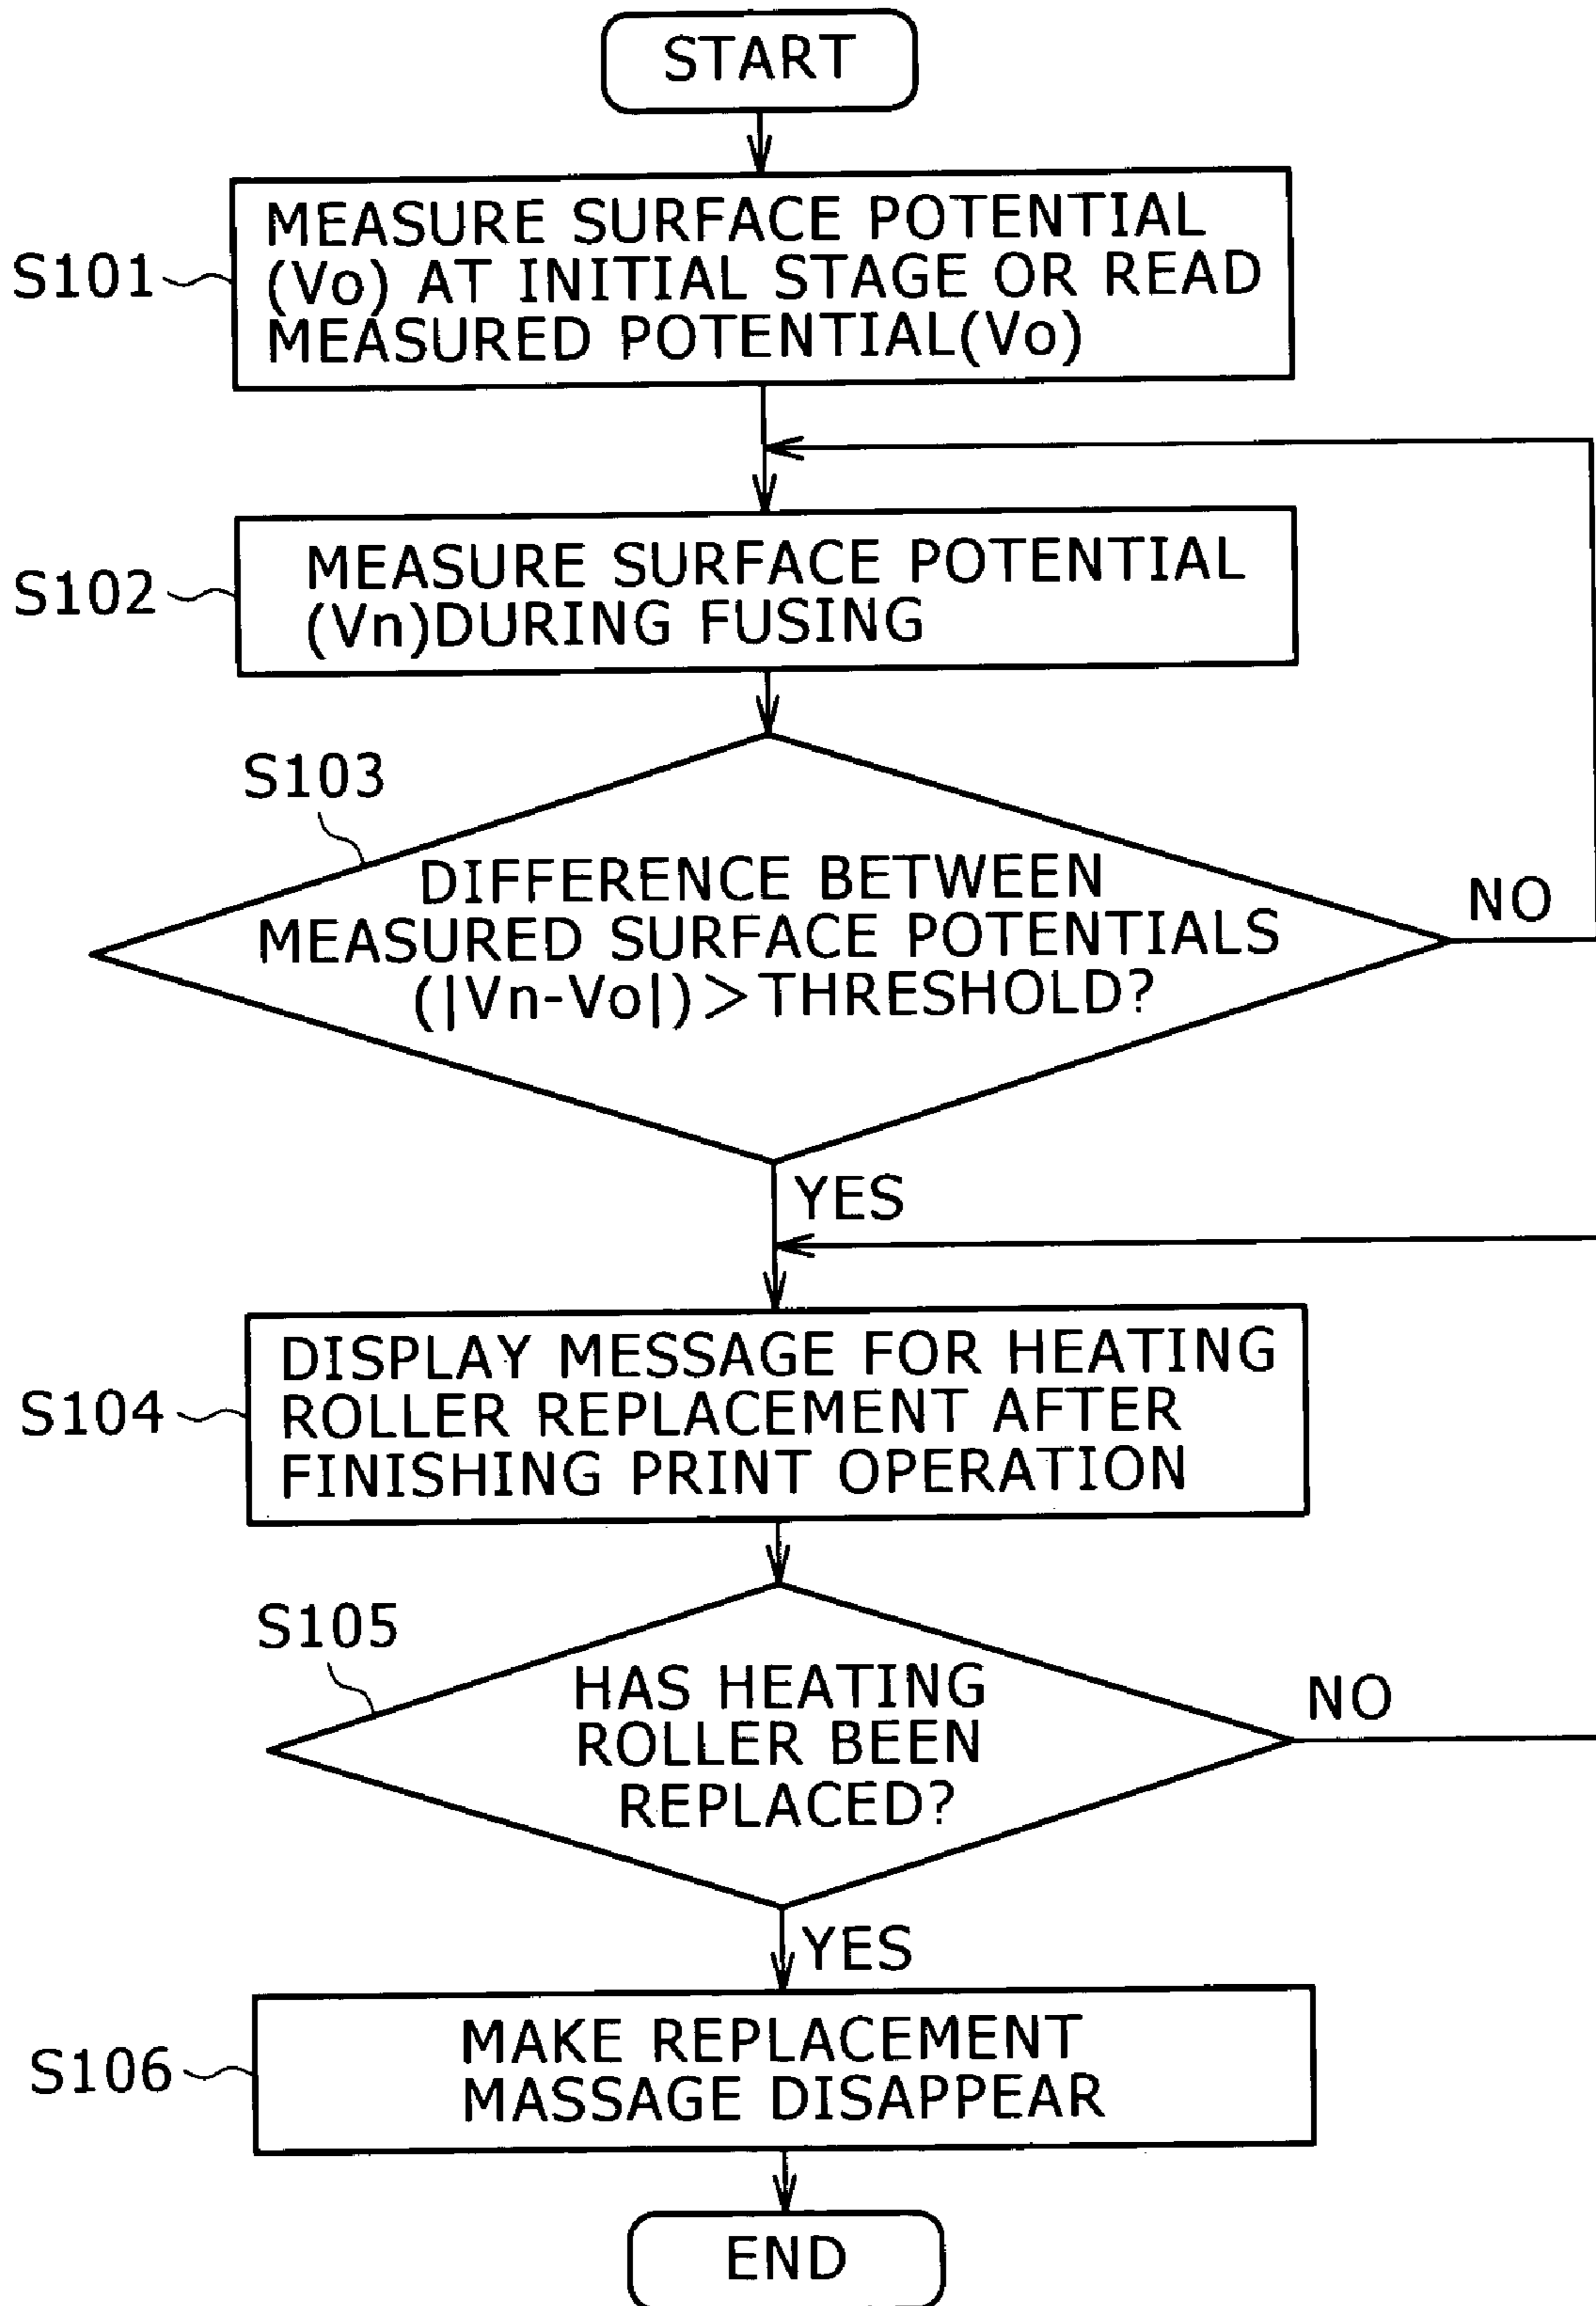 START
S101
MEASURE SURFACE POTENTIAL
(Vo) AT INITIAL STAGE OR READ
MEASURED POTENTIAL(Vo)
S102
MEASURE SURFACE POTENTIAL
(Vn)DURING FUSING
S103
DIFFERENCE BETWEEN
MEASURED SURFACE POTENTIALS
(|Vn-Vo|)>THRESHOLD?
NO
YES
S104
DISPLAY MESSAGE FOR HEATING
ROLLER REPLACEMENT AFTER
FINISHING PRINT OPERATION
S105
HAS HEATING
ROLLER BEEN
REPLACED?
NO
YES
S106
MAKE REPLACEMENT
MASSAGE DISAPPEAR
END